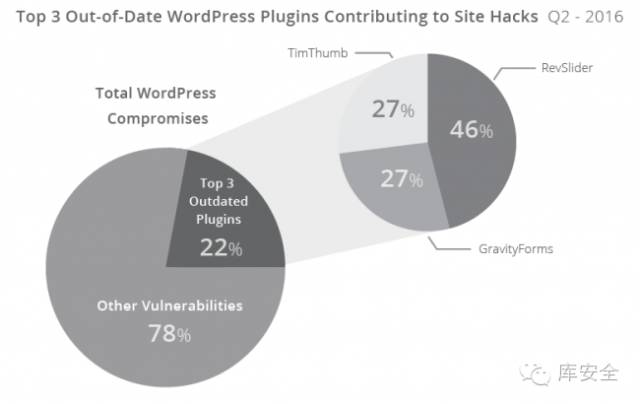 Top 3 Out-of-Date WordPress Plugins Contributing to Site Hacks Q2 - 2016
TimThumb
RevSlider
Total WordPress
Compromises
27%
46%
27%
Top 3
Outdated
Plugins
22%
GravityForms
Other Vulnerabilities
78%
库安全